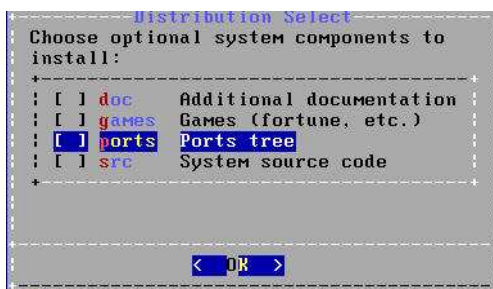 Distribution Select
Choose optional system components to
install:
[ ] doc Additional documentation
[ ] games Games (fortune, etc.)
[ ] ports Ports tree
[ ] src System source code
< OK >